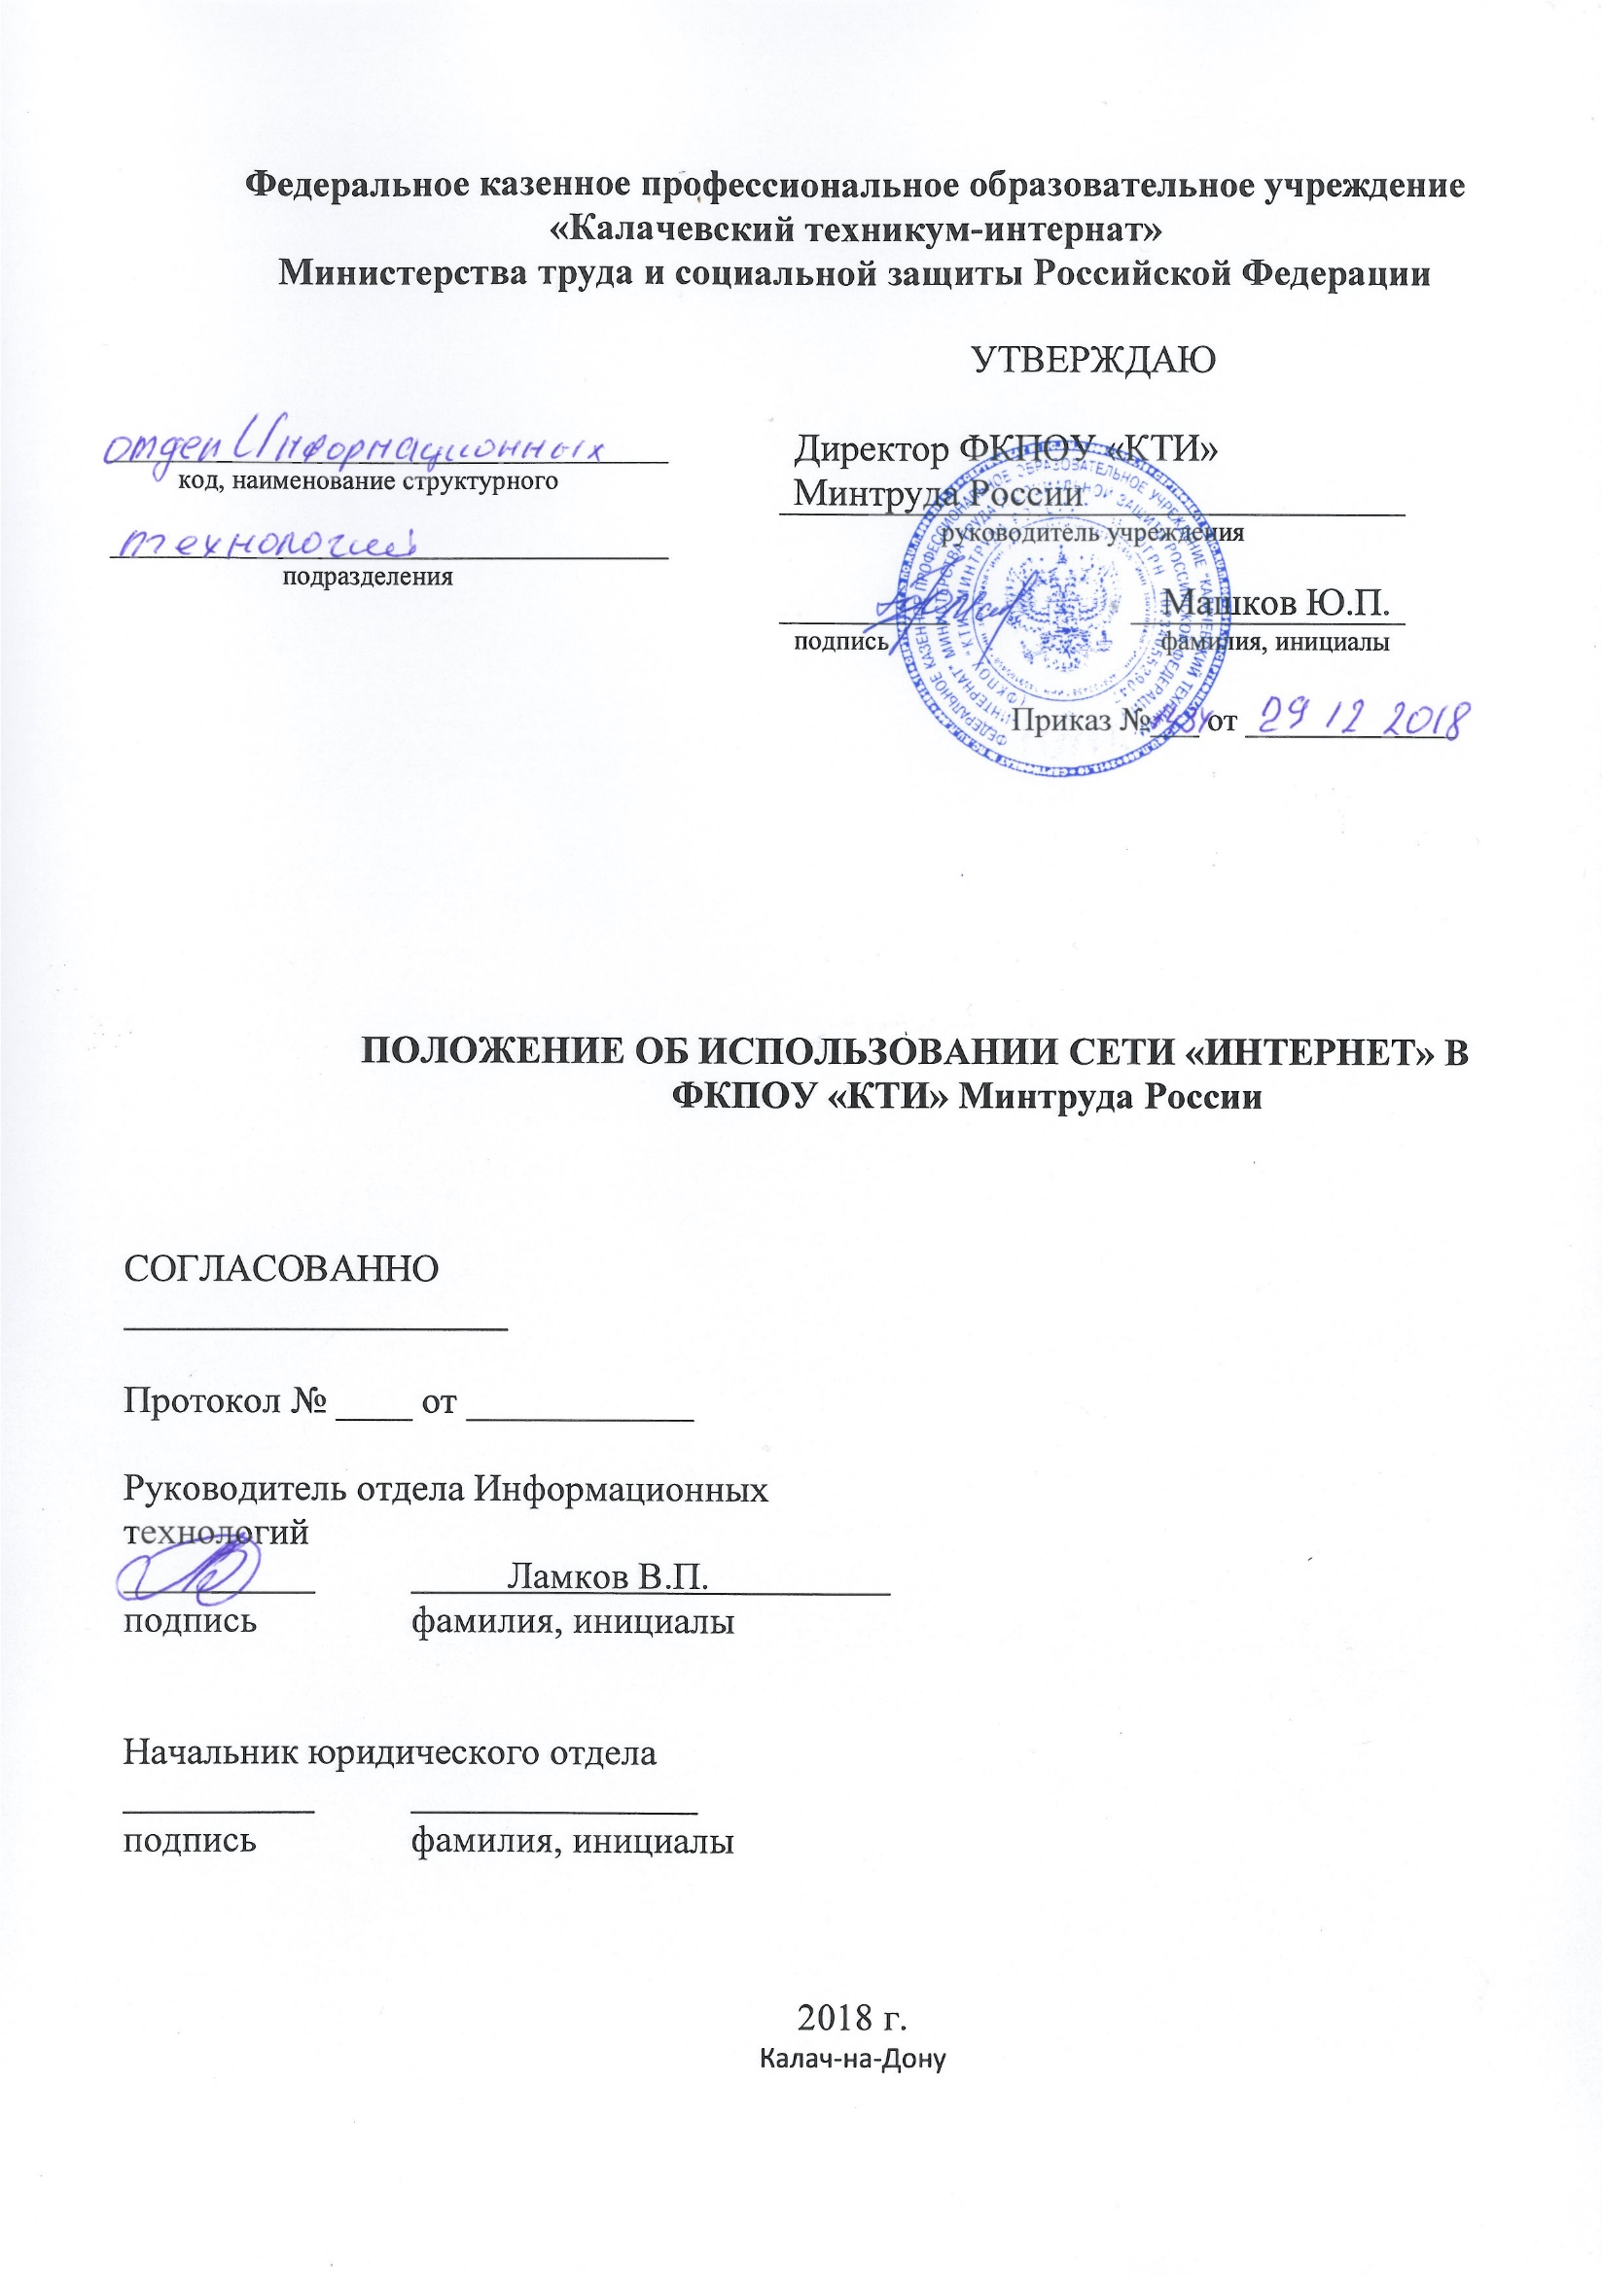 Федеральное казенное профессиональное образовательное учреждение
«Калачевский техникум-интернат»
Министерства труда и социальной защиты Российской Федерации
УТВЕРЖДАЮ
отдел Информационных
код, наименование структурного
технологий
подразделения
Директор ФКПОУ «КТИ»
Минтруда России
руководитель учреждения
Машков Ю.П.
подпись фамилия, инициалы
Приказ № от 29 12 2018
ПОЛОЖЕНИЕ ОБ ИСПОЛЬЗОВАНИИ СЕТИ «ИНТЕРНЕТ» В
ФКПОУ «КТИ» Минтруда России
СОГЛАСОВАННО
Протокол № ____ от ____________
Руководитель отдела Информационных
технологий
Ламков В.П.
подпись фамилия, инициалы
Начальник юридического отдела
подпись фамилия, инициалы
2018 г.
Калач-на-Дону